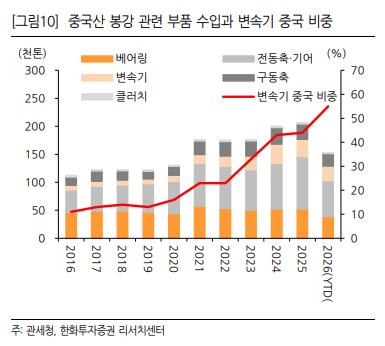 [그림10] 중국산 봉강 관련 부품 수입과 변속기 중국 비중
(천톤)
(%)
베어링
전동축·기어
변속기
구동축
클러치
변속기 중국 비중
300
250
200
150
100
50
0
70
60
50
40
30
20
10
0
2016
2017
2018
2019
2020
2021
2022
2023
2024
2025
2026(YTD(
주: 관세청, 한화투자증권 리서치센터